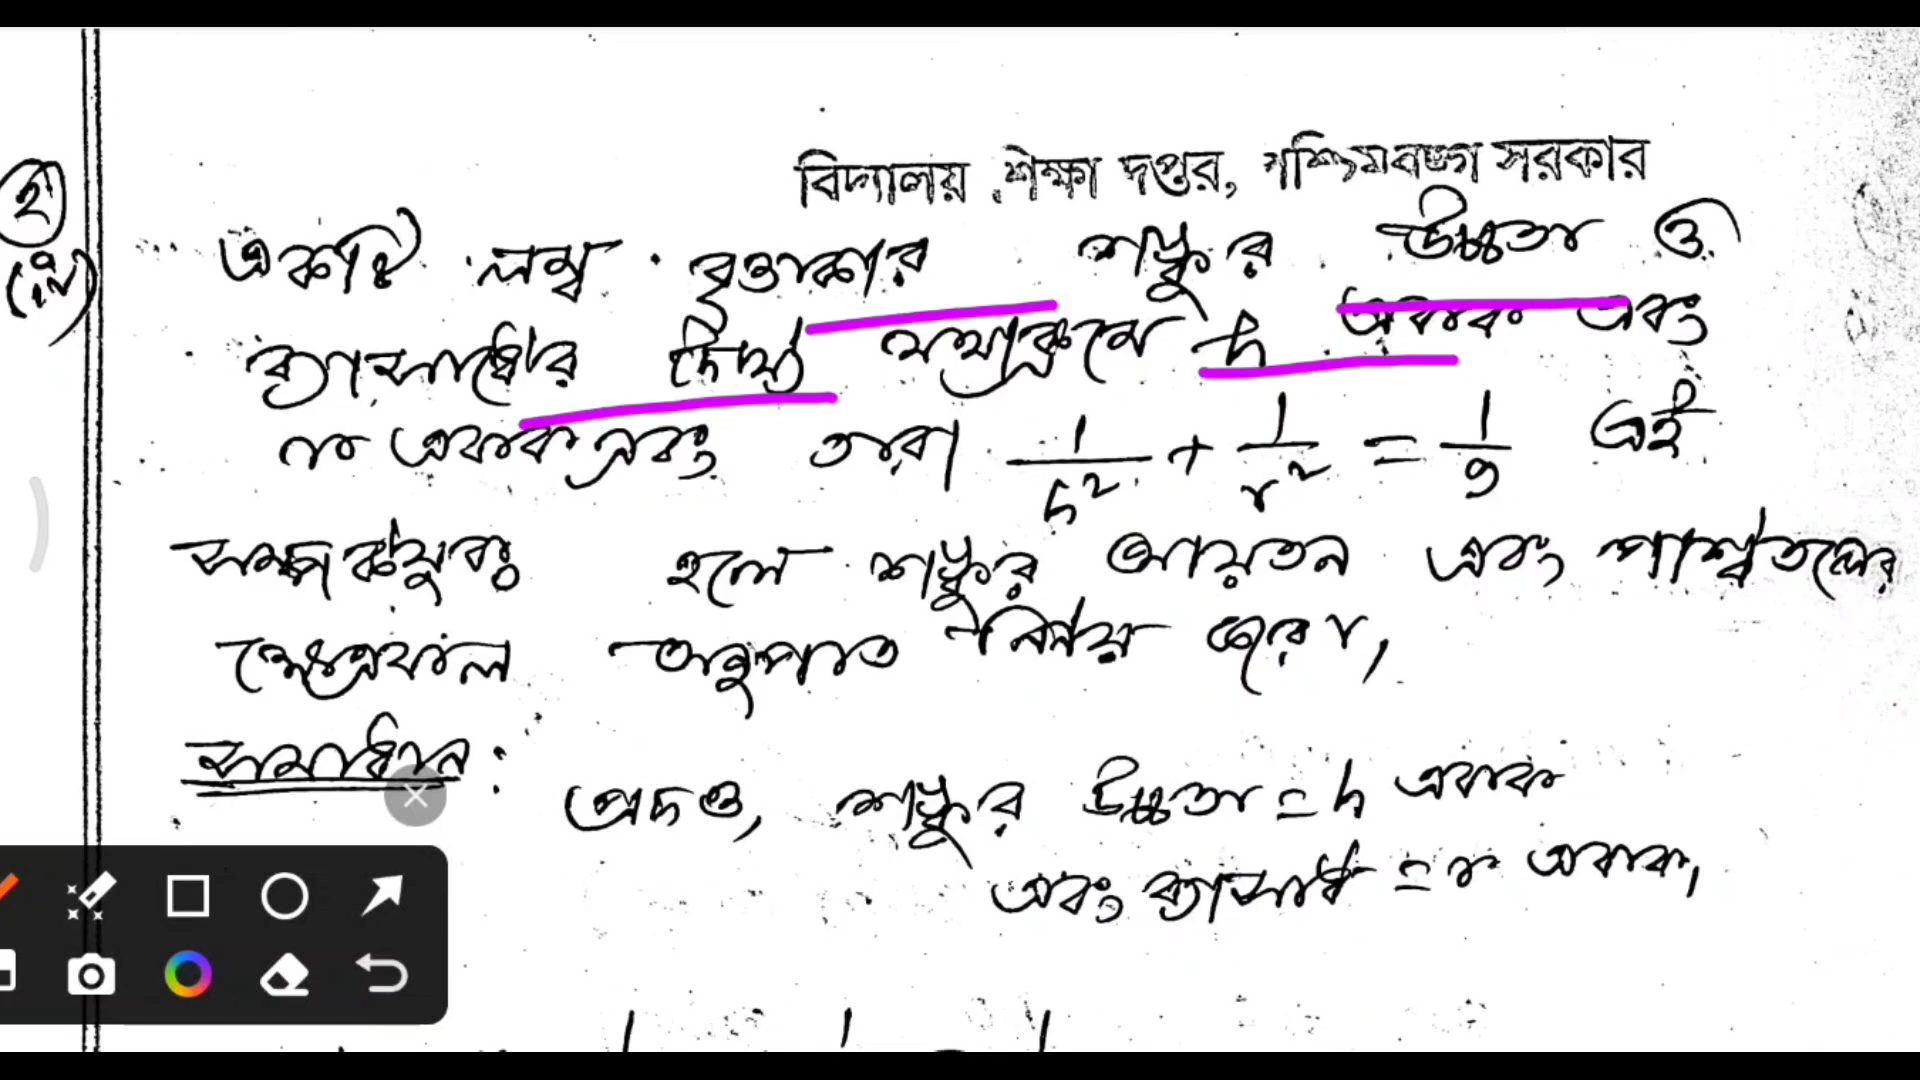 বিদ্যালয় শিক্ষা দপ্তর, পশ্চিমবঙ্গ সরকার
২
(iv)
একটি লম্ব বৃত্তাকার শঙ্কুর উচ্চতা ও
ব্যাসার্ধের দৈর্ঘ্য যথাক্রমে h একক এবং
r একক এবং তারা 1/h² + 1/r² = 1/9 এই
সম্পর্কযুক্ত হলে শঙ্কুর আয়তন এবং পার্শ্বতলের
ক্ষেত্রফল অনুপাত নির্ণয় করো।
সমাধান:
প্রদত্ত, শঙ্কুর উচ্চতা = h একক
এবং ব্যাসার্ধ = r একক।